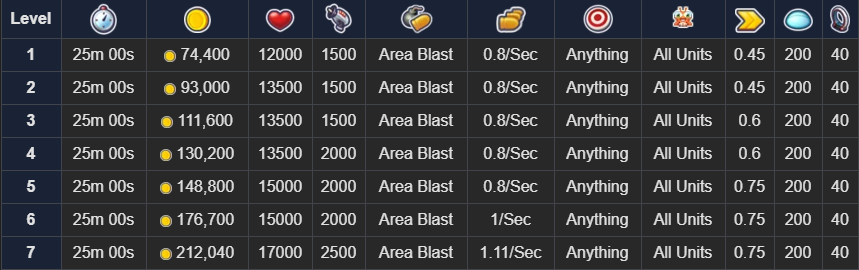 Level
1 25m 00s 74,400 12000 1500 Area Blast 0.8/Sec Anything All Units 0.45 200 40
2 25m 00s 93,000 13500 1500 Area Blast 0.8/Sec Anything All Units 0.45 200 40
3 25m 00s 111,600 13500 1500 Area Blast 0.8/Sec Anything All Units 0.6 200 40
4 25m 00s 130,200 13500 2000 Area Blast 0.8/Sec Anything All Units 0.6 200 40
5 25m 00s 148,800 15000 2000 Area Blast 0.8/Sec Anything All Units 0.75 200 40
6 25m 00s 176,700 15000 2000 Area Blast 1/Sec Anything All Units 0.75 200 40
7 25m 00s 212,040 17000 2500 Area Blast 1.11/Sec Anything All Units 0.75 200 40